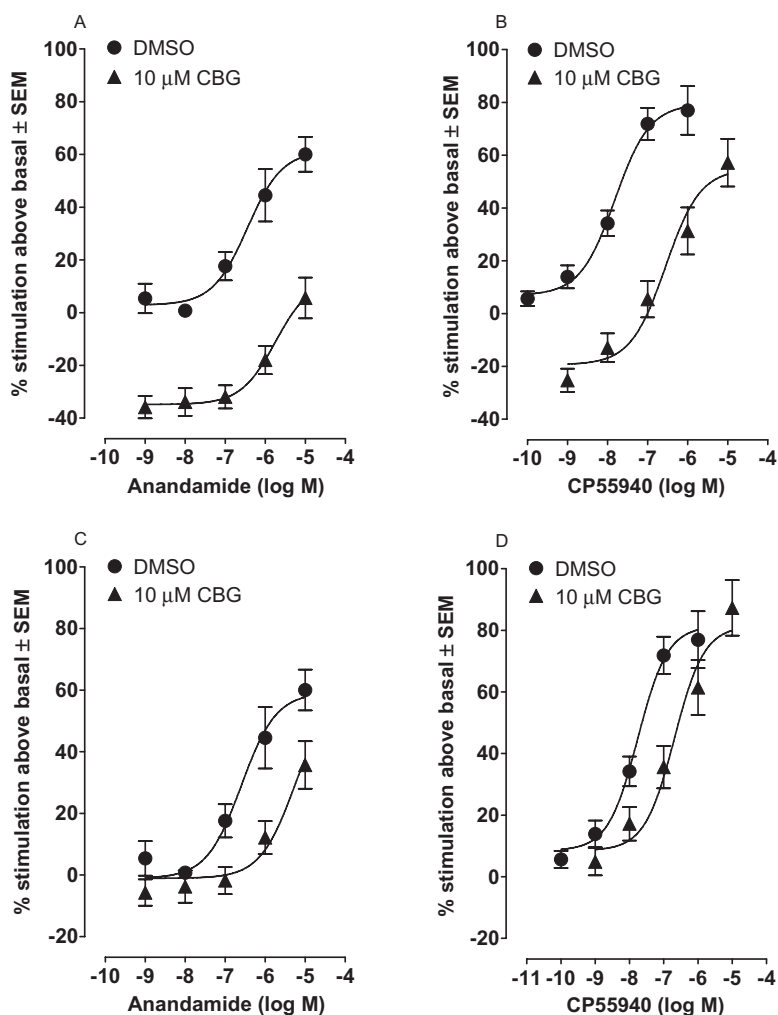 A
DMSO
10 μM CBG
% stimulation above basal ± SEM
100
80
60
40
20
0
-20
-40
-10 -9 -8 -7 -6 -5 -4
Anandamide (log M)
B
DMSO
10 μM CBG
% stimulation above basal ± SEM
100
80
60
40
20
0
-20
-40
-10 -9 -8 -7 -6 -5 -4
CP55940 (log M)
C
DMSO
10 μM CBG
% stimulation above basal ± SEM
100
80
60
40
20
0
-20
-10 -9 -8 -7 -6 -5 -4
Anandamide (log M)
D
DMSO
10 μM CBG
% stimulation above basal ± SEM
100
80
60
40
20
0
-20
-11 -10 -9 -8 -7 -6 -5 -4
CP55940 (log M)